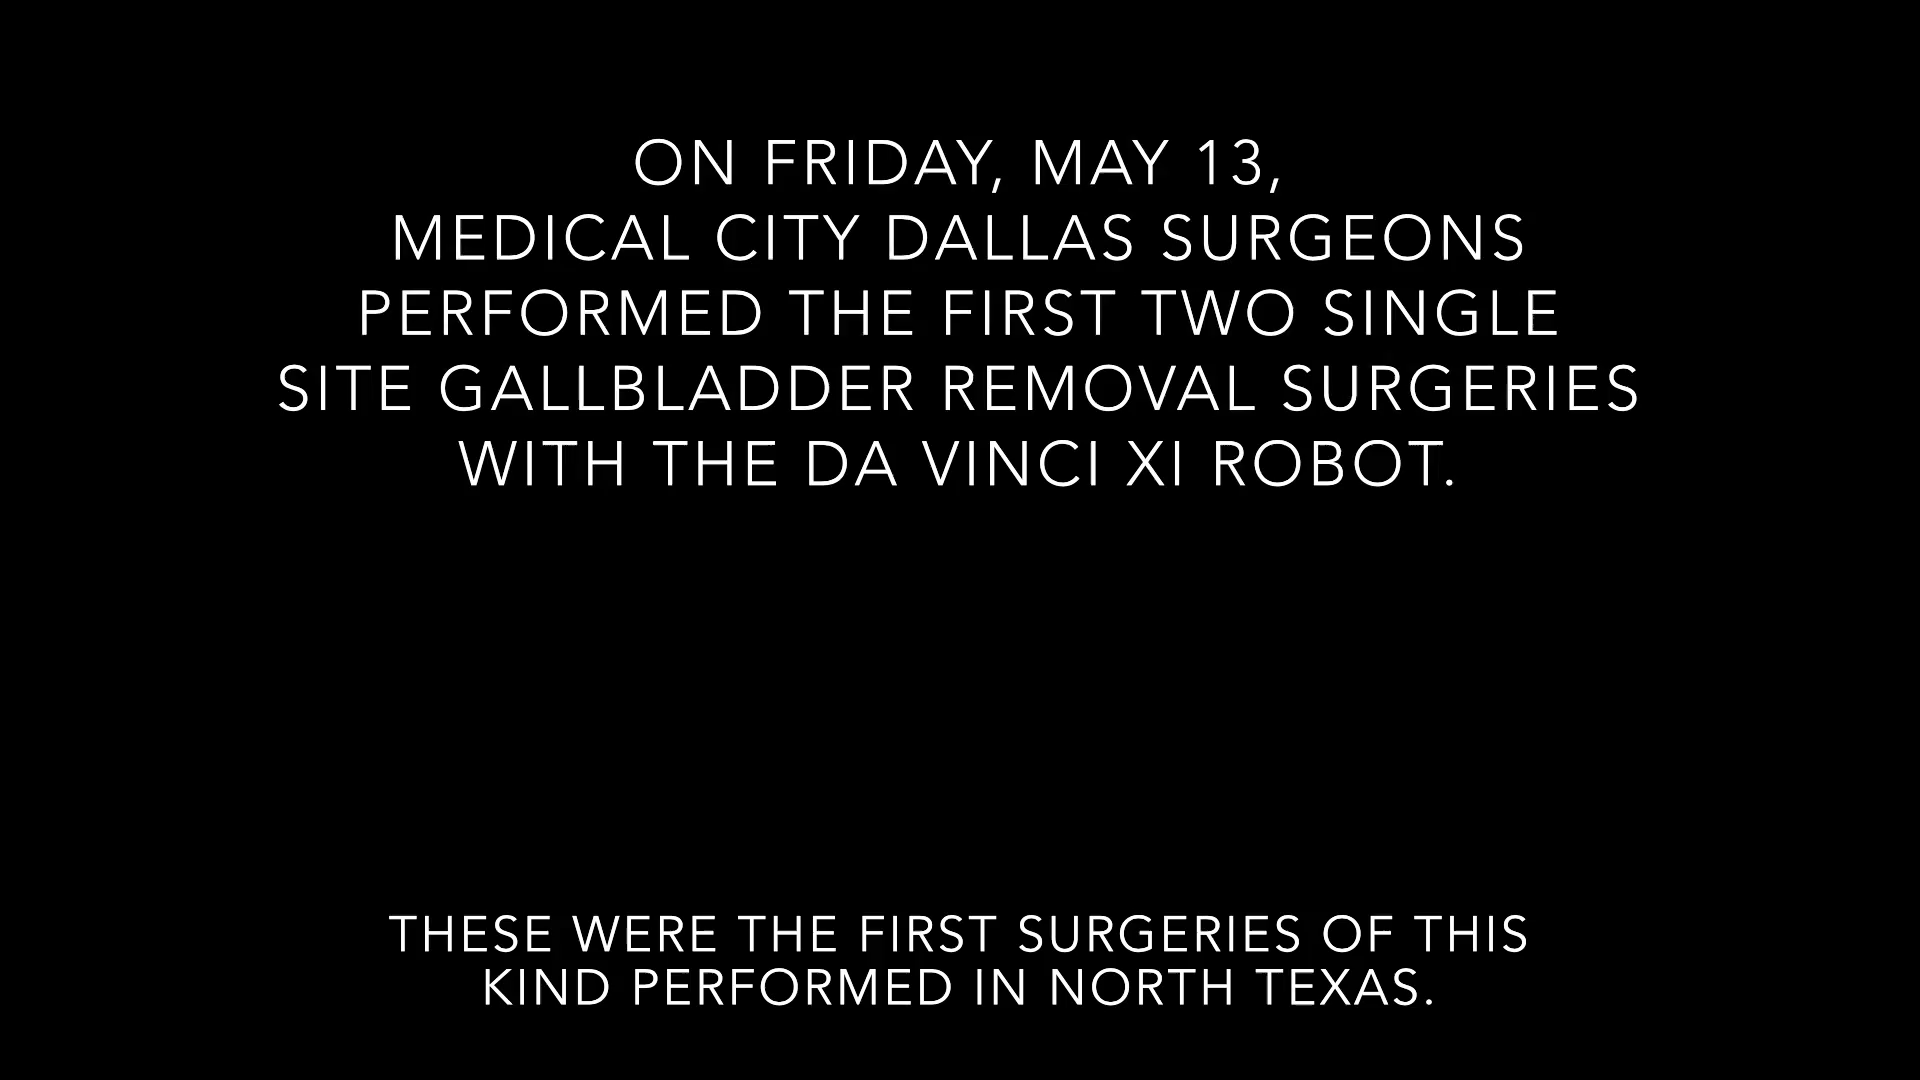 ON FRIDAY, MAY 13,
MEDICAL CITY DALLAS SURGEONS
PERFORMED THE FIRST TWO SINGLE
SITE GALLBLADDER REMOVAL SURGERIES
WITH THE DA VINCI XI ROBOT.
THESE WERE THE FIRST SURGERIES OF THIS
KIND PERFORMED IN NORTH TEXAS.